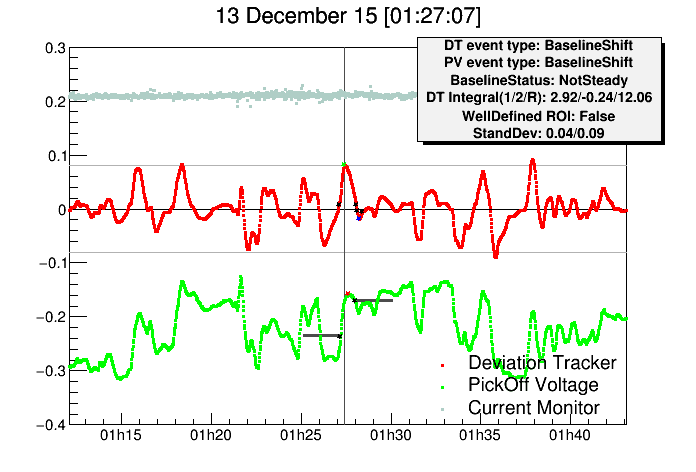 13 December 15 [01:27:07]
DT event type: BaselineShift
PV event type: BaselineShift
BaselineStatus: NotSteady
DT Integral(1/2/R): 2.92/-0.24/12.06
WellDefined ROI: False
StandDev: 0.04/0.09
0.3
0.2
0.1
0
−0.1
−0.2
−0.3
−0.4
Deviation Tracker
PickOff Voltage
Current Monitor
01h15 01h20 01h25 01h30 01h35 01h40